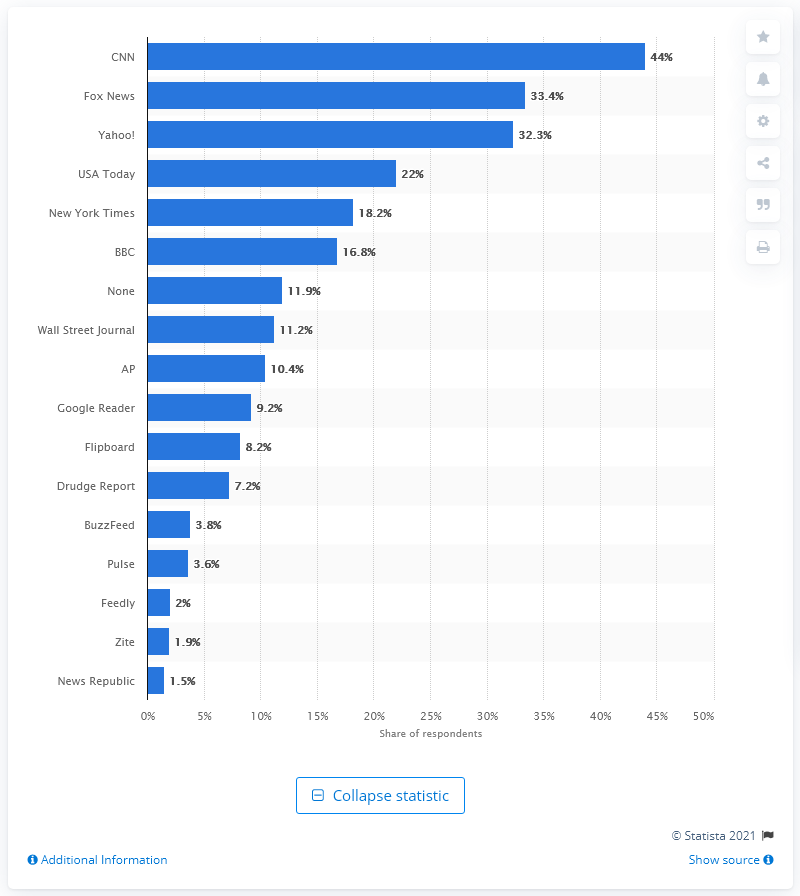 CNN 44%
Fox News 33.4%
Yahoo! 32.3%
USA Today 22%
New York Times 18.2%
BBC 16.8%
None 11.9%
Wall Street Journal 11.2%
AP 10.4%
Google Reader 9.2%
Flipboard 8.2%
Drudge Report 7.2%
BuzzFeed 3.8%
Pulse 3.6%
Feedly 2%
Zite 1.9%
News Republic 1.5%
0% 5% 10% 15% 20% 25% 30% 35% 40% 45% 50%
Share of respondents
Collapse statistic
© Statista 2021
Additional Information Show source